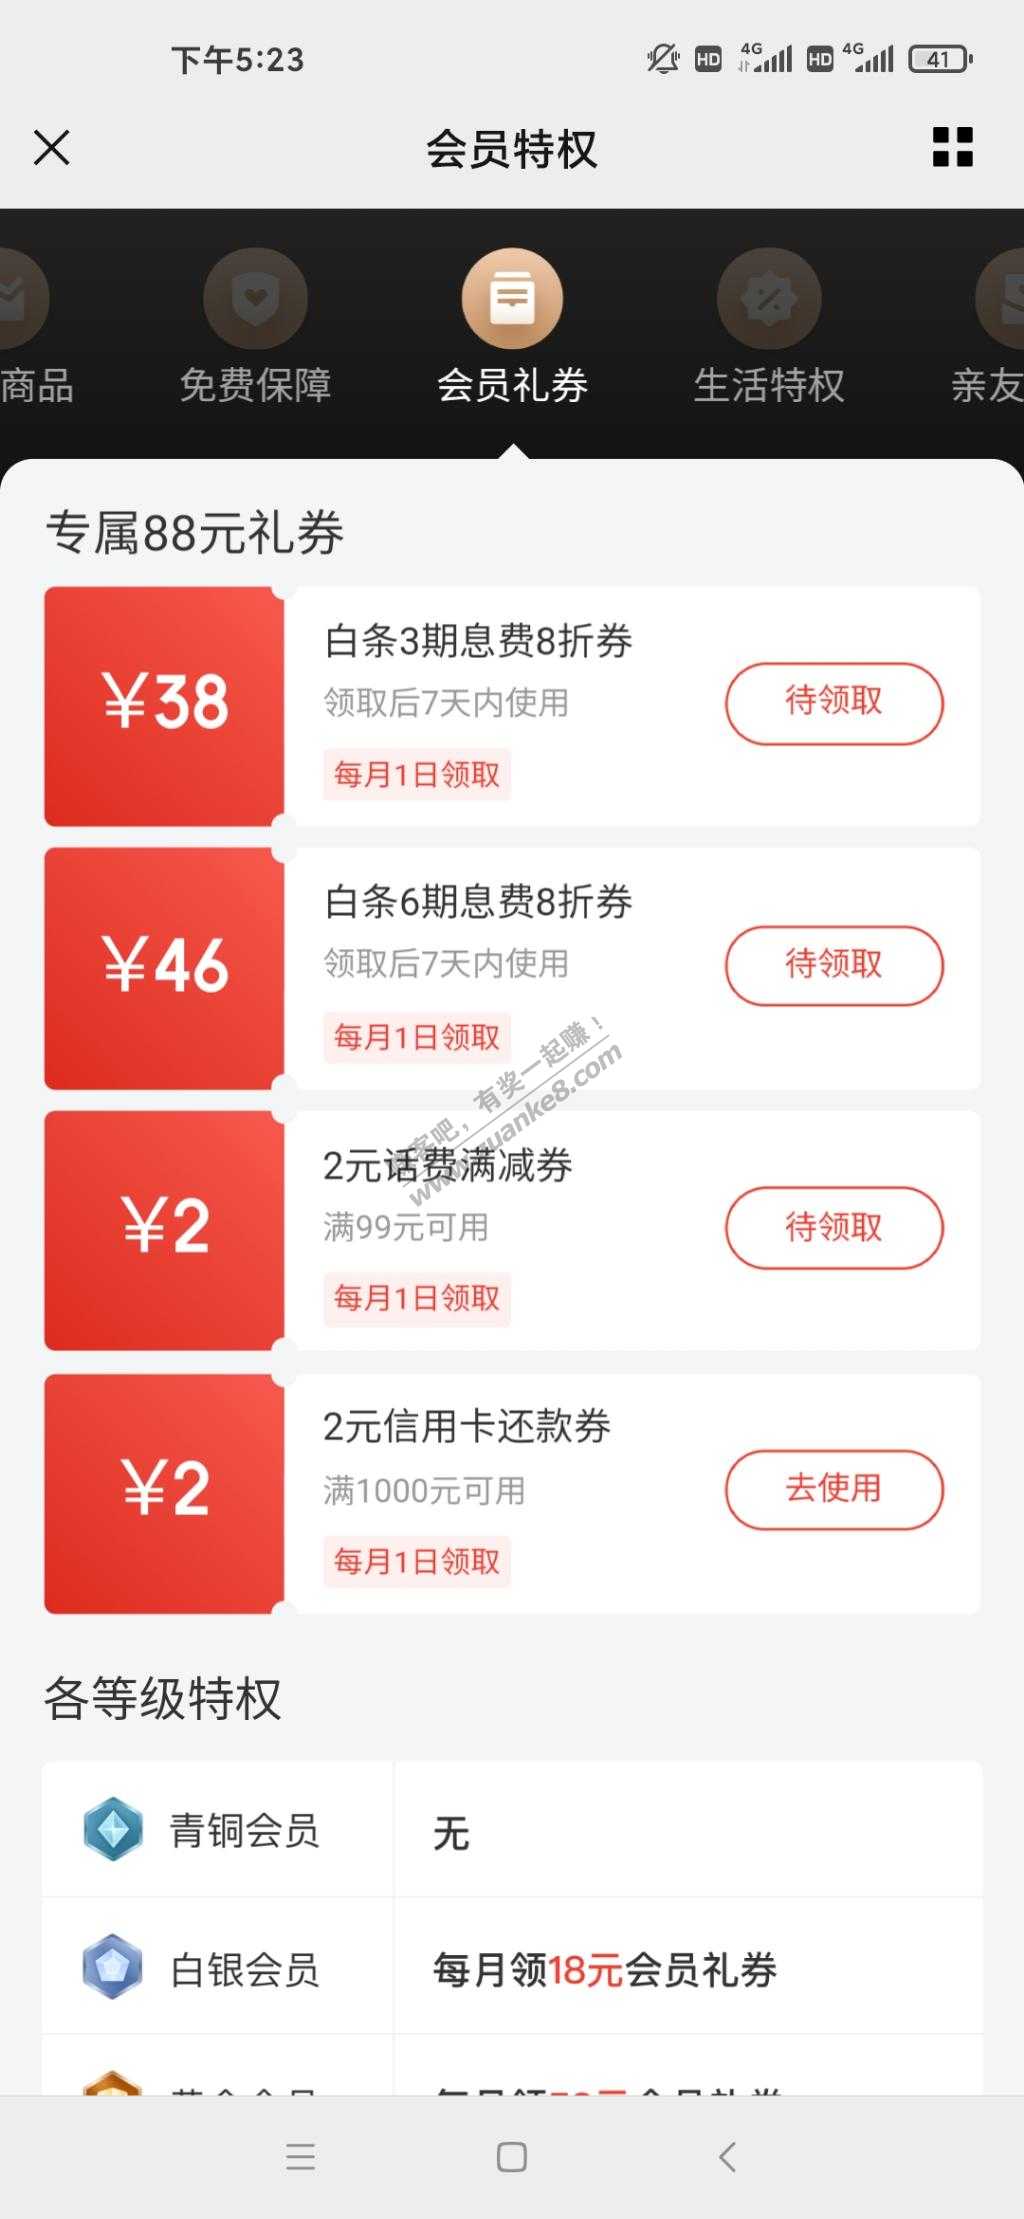 下午5:23
HD 4G HD 4G 41
会员特权
商品 免费保障 会员礼券 生活特权 亲友
专属88元礼券
¥38
白条3期息费8折券
领取后7天内使用
每月1日领取
待领取
¥46
白条6期息费8折券
领取后7天内使用
每月1日领取
待领取
¥2
2元话费满减券
满99元可用
每月1日领取
待领取
¥2
2元信用卡还款券
满1000元可用
每月1日领取
去使用
客吧，有奖一起赚！
www.zuanke8.com
各等级特权
青铜会员 无
白银会员 每月领18元会员礼券